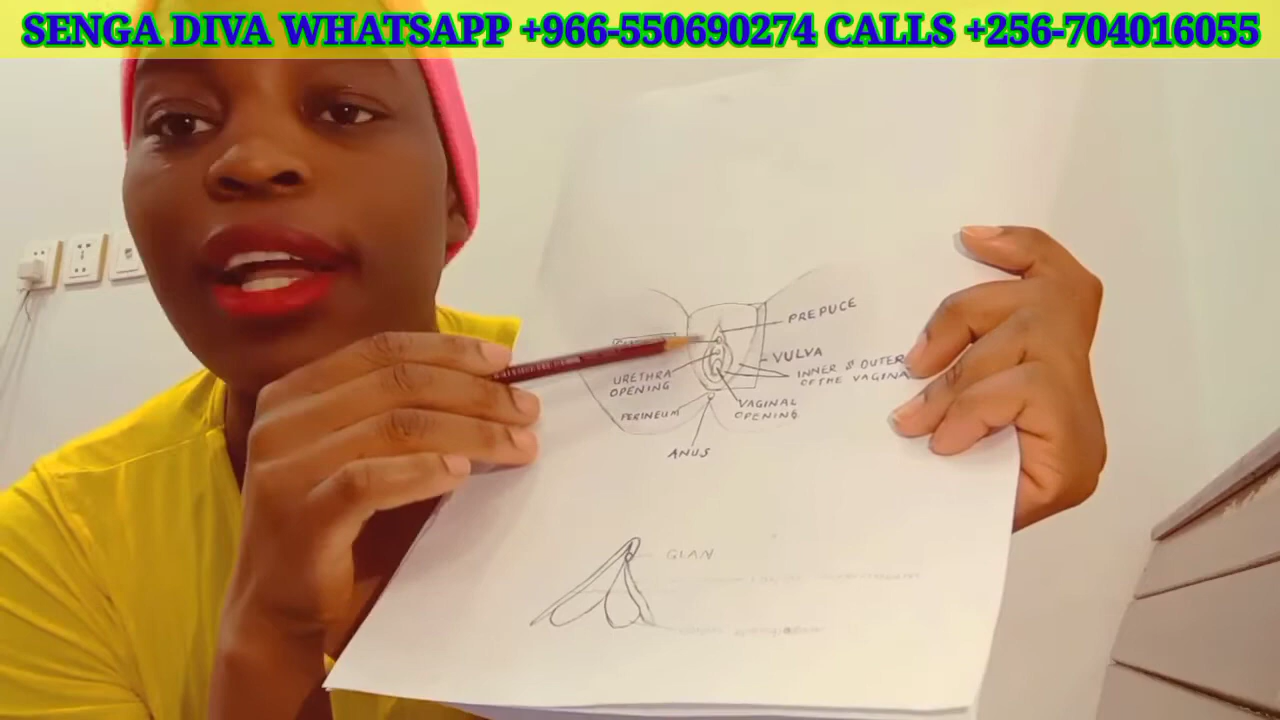 SENGA DIVA WHATSAPP +966-550690274 CALLS +256-704016055
PREPUCE
VULVA
INNER & OUTER
OF THE VAGINA
URETHRA
OPENING
VAGINAL
OPENING
PERINEUM
ANUS
GLAN